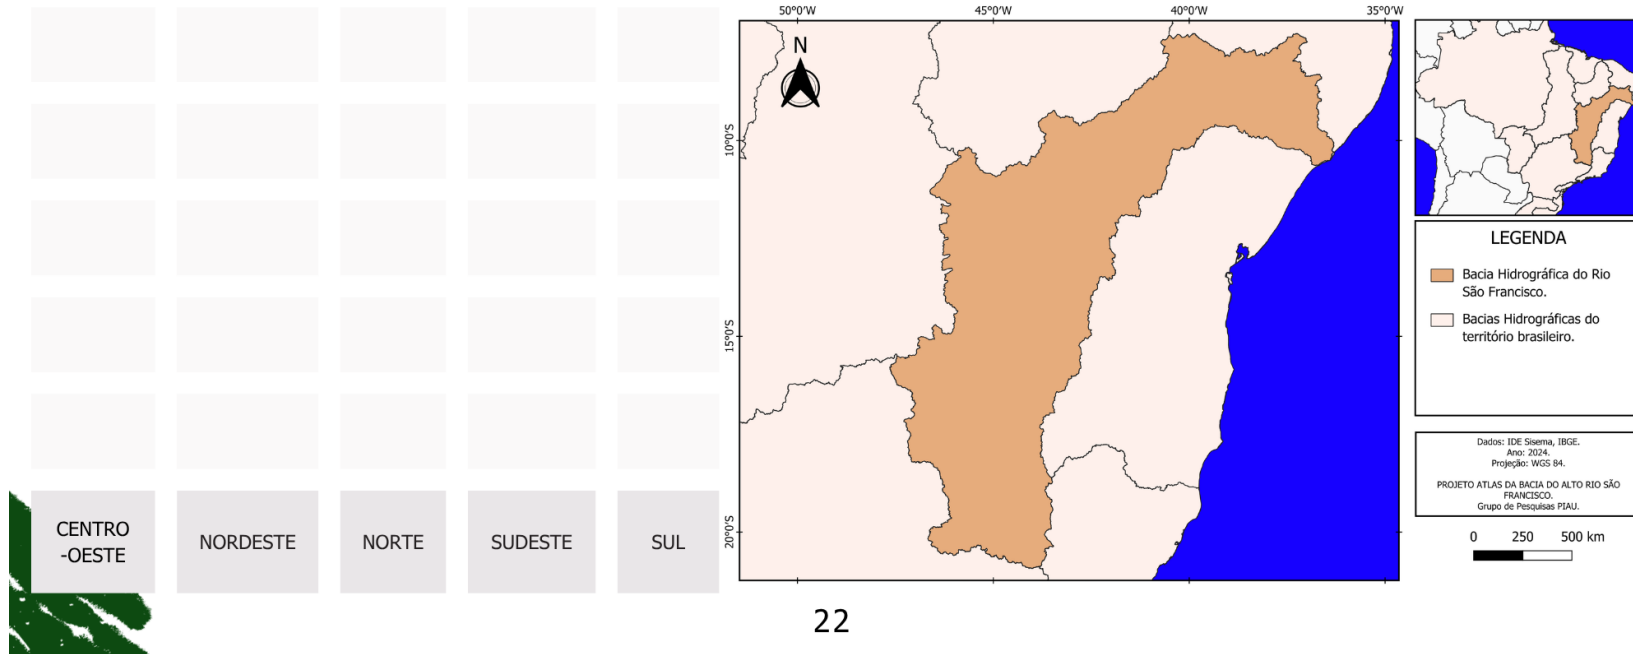 CENTRO
-OESTE
NORDESTE
NORTE
SUDESTE
SUL
50°0'W
45°0'W
40°0'W
35°0'W
N
10°0'S
15°0'S
20°0'S
LEGENDA
Bacia Hidrográfica do Rio
São Francisco.
Bacias Hidrográficas do
território brasileiro.
Dados: IDE Sisema, IBGE.
Ano: 2024.
Projeção: WGS 84.
PROJETO ATLAS DA BACIA DO ALTO RIO SÃO
FRANCISCO.
Grupo de Pesquisas PIAU.
0 250 500 km
22